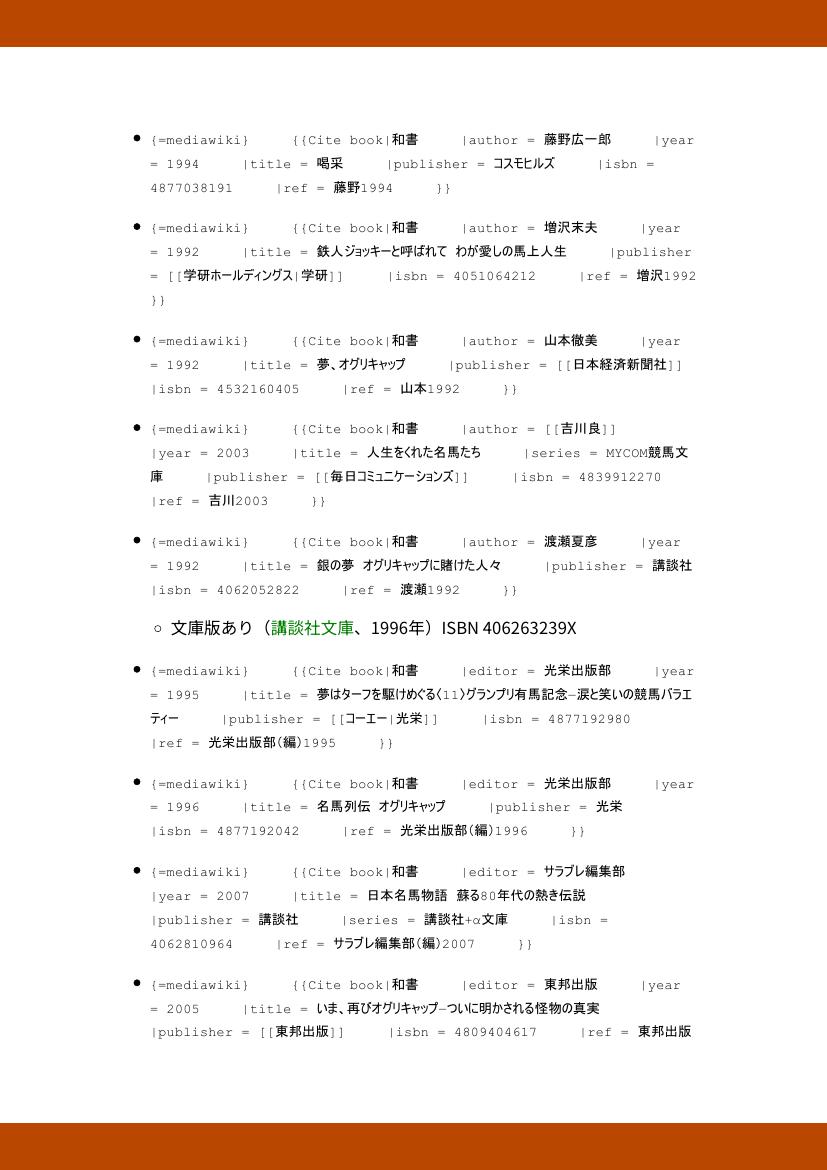 {=mediawiki} {{Cite book|和書 |author = 藤野広一郎 |year
= 1994 |title = 喝采 |publisher = コスモヒルズ |isbn =
4877038191 |ref = 藤野1994 }}
{=mediawiki} {{Cite book|和書 |author = 増沢末夫 |year
= 1992 |title = 鉄人ジョッキーと呼ばれて わが愛しの馬上人生 |publisher
= [[学研ホールディングス|学研]] |isbn = 4051064212 |ref = 増沢1992
}}
{=mediawiki} {{Cite book|和書 |author = 山本徹美 |year
= 1992 |title = 夢、オグリキャップ |publisher = [[日本経済新聞社]]
|isbn = 4532160405 |ref = 山本1992 }}
{=mediawiki} {{Cite book|和書 |author = [[吉川良]]
|year = 2003 |title = 人生をくれた名馬たち |series = MYCOM競馬文
庫 |publisher = [[毎日コミュニケーションズ]] |isbn = 4839912270
|ref = 吉川2003 }}
{=mediawiki} {{Cite book|和書 |author = 渡瀬夏彦 |year
= 1992 |title = 銀の夢 オグリキャップに賭けた人々 |publisher = 講談社
|isbn = 4062052822 |ref = 渡瀬1992 }}
文庫版あり（講談社文庫、1996年）ISBN 406263239X
{=mediawiki} {{Cite book|和書 |editor = 光栄出版部 |year
= 1995 |title = 夢はターフを駆けめぐる〈11〉グランプリ有馬記念―涙と笑いの競馬バラエ
ティー |publisher = [[コーエー|光栄]] |isbn = 4877192980
|ref = 光栄出版部（編）1995 }}
{=mediawiki} {{Cite book|和書 |editor = 光栄出版部 |year
= 1996 |title = 名馬列伝 オグリキャップ |publisher = 光栄
|isbn = 4877192042 |ref = 光栄出版部（編）1996 }}
{=mediawiki} {{Cite book|和書 |editor = サラブレ編集部
|year = 2007 |title = 日本名馬物語 蘇る80年代の熱き伝説
|publisher = 講談社 |series = 講談社+α文庫 |isbn =
4062810964 |ref = サラブレ編集部（編）2007 }}
{=mediawiki} {{Cite book|和書 |editor = 東邦出版 |year
= 2005 |title = いま、再びオグリキャップ―ついに明かされる怪物の真実
|publisher = [[東邦出版]] |isbn = 4809404617 |ref = 東邦出版